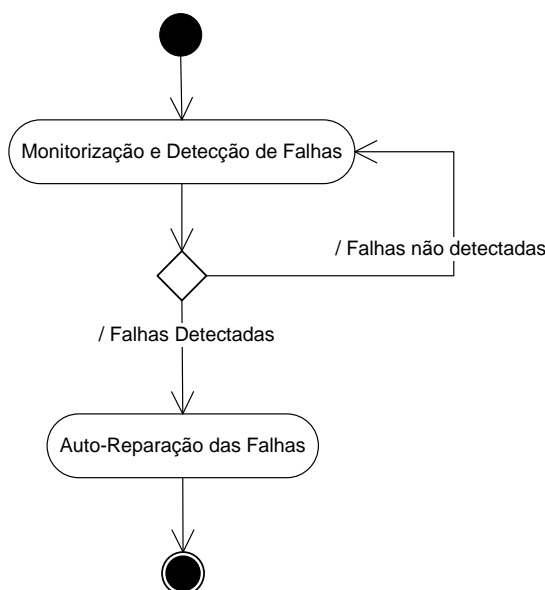 Monitorização e Detecção de Falhas
/ Falhas não detectadas
/ Falhas Detectadas
Auto-Reparação das Falhas